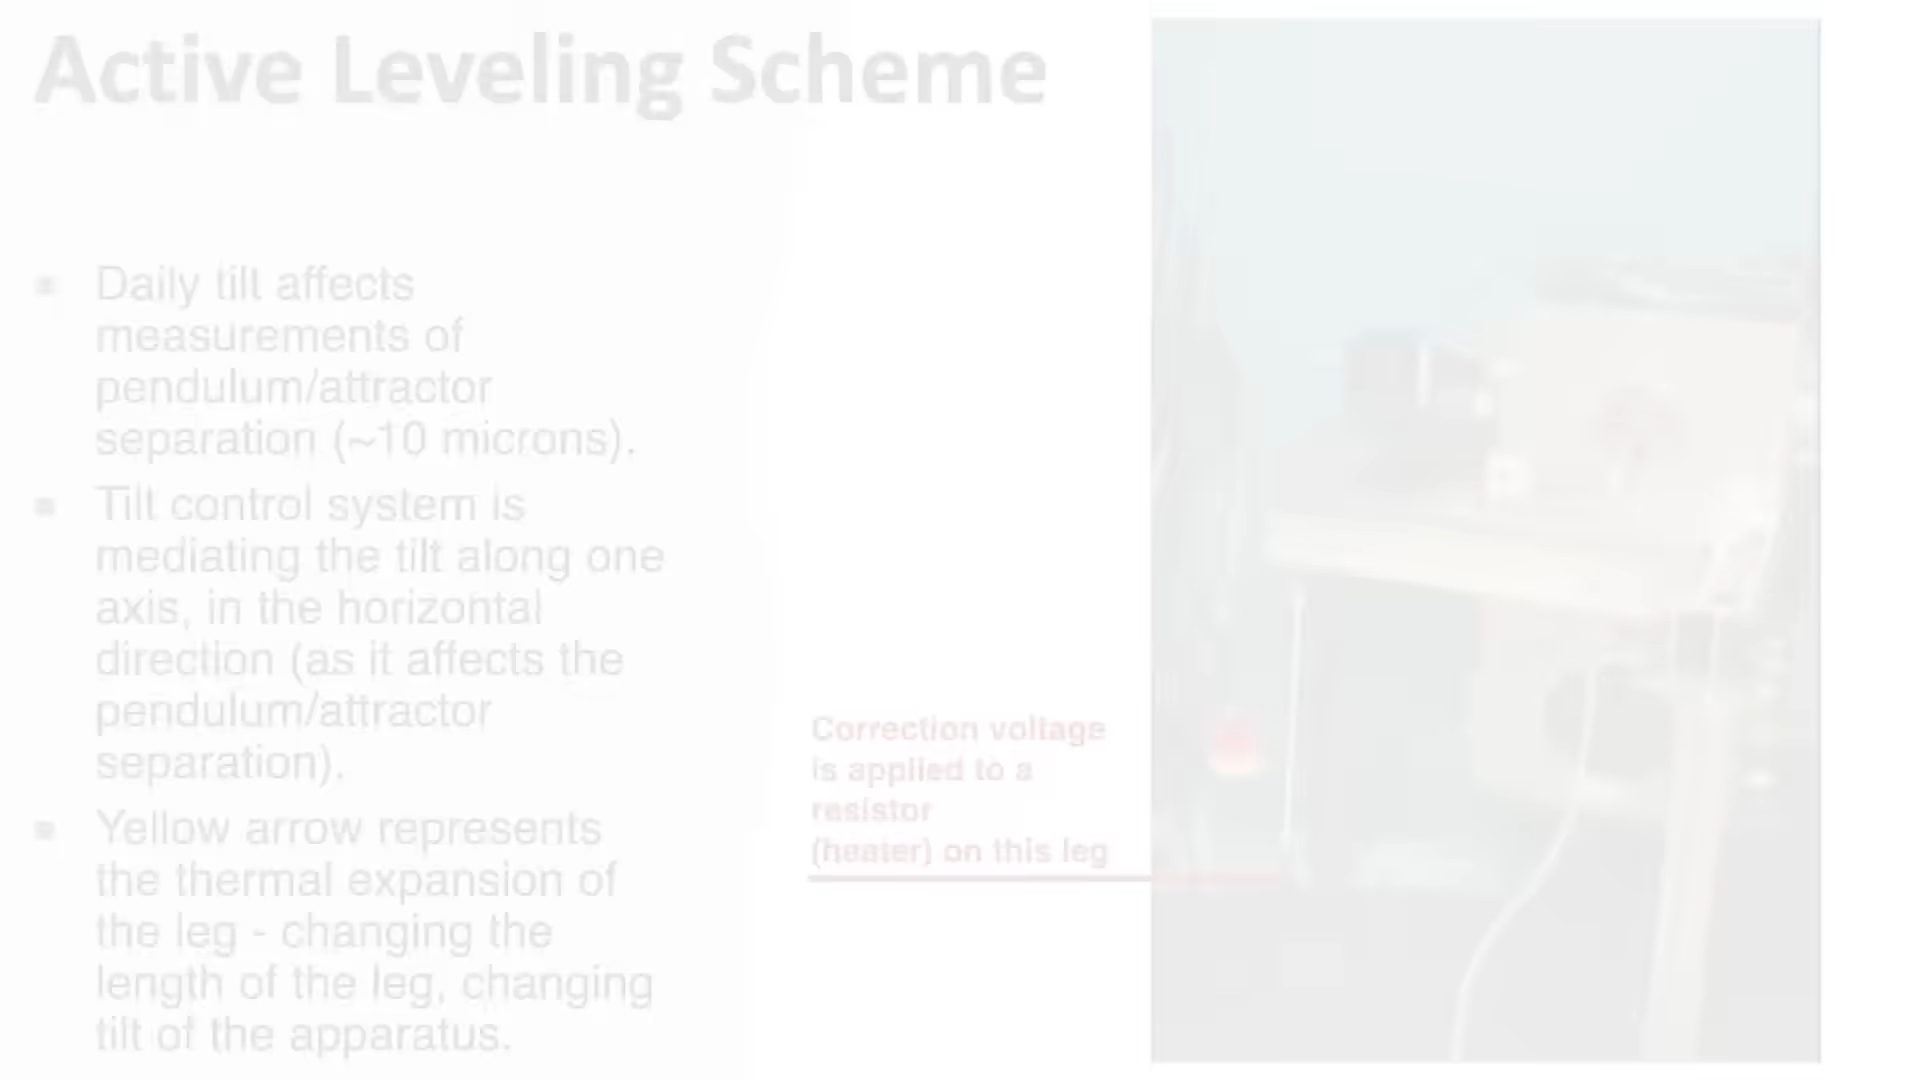 Active Leveling Scheme
Daily tilt affects
measurements of
pendulum/attractor
separation (~10 microns).
Tilt control system is
mediating the tilt along one
axis, in the horizontal
direction (as it affects the
pendulum/attractor
separation).
Yellow arrow represents
the thermal expansion of
the leg - changing the
length of the leg, changing
tilt of the apparatus.
Correction voltage
is applied to a
resistor
(heater) on this leg